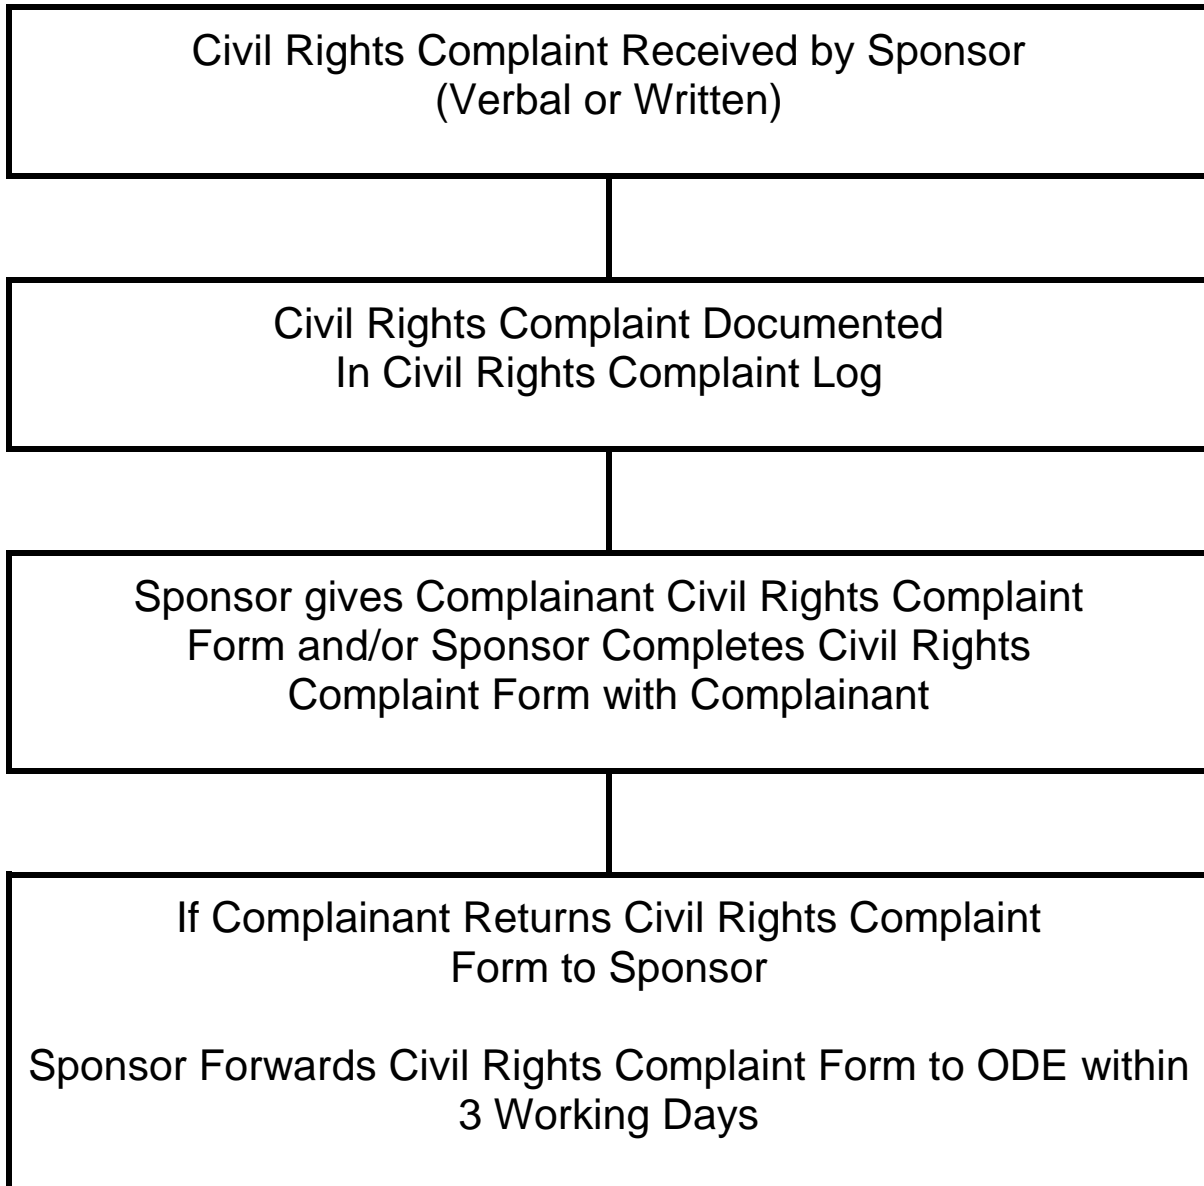 Civil Rights Complaint Received by Sponsor
(Verbal or Written)
Civil Rights Complaint Documented
In Civil Rights Complaint Log
Sponsor gives Complainant Civil Rights Complaint
Form and/or Sponsor Completes Civil Rights
Complaint Form with Complainant
If Complainant Returns Civil Rights Complaint
Form to Sponsor
Sponsor Forwards Civil Rights Complaint Form to ODE within
3 Working Days